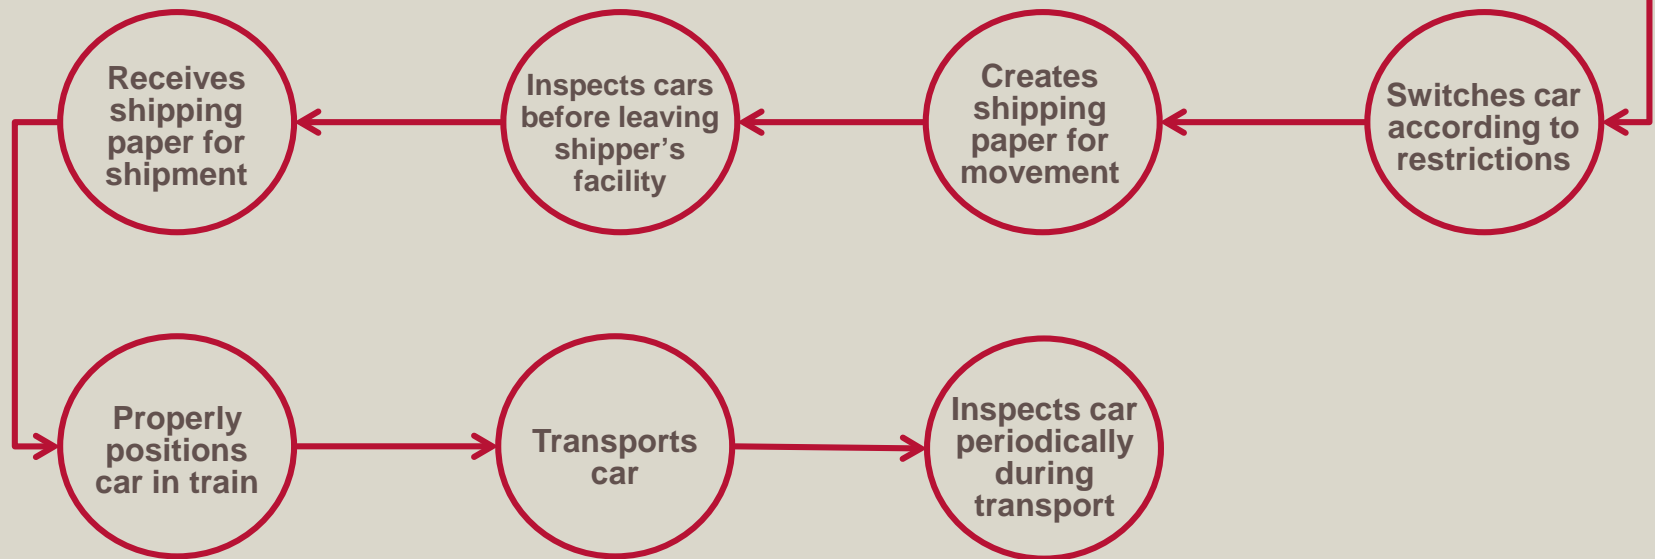 Receives
shipping
paper for
shipment
Inspects cars
before leaving
shipper's
facility
Creates
shipping
paper for
movement
Switches car
according to
restrictions
Properly
positions
car in train
Transports
car
Inspects car
periodically
during
transport